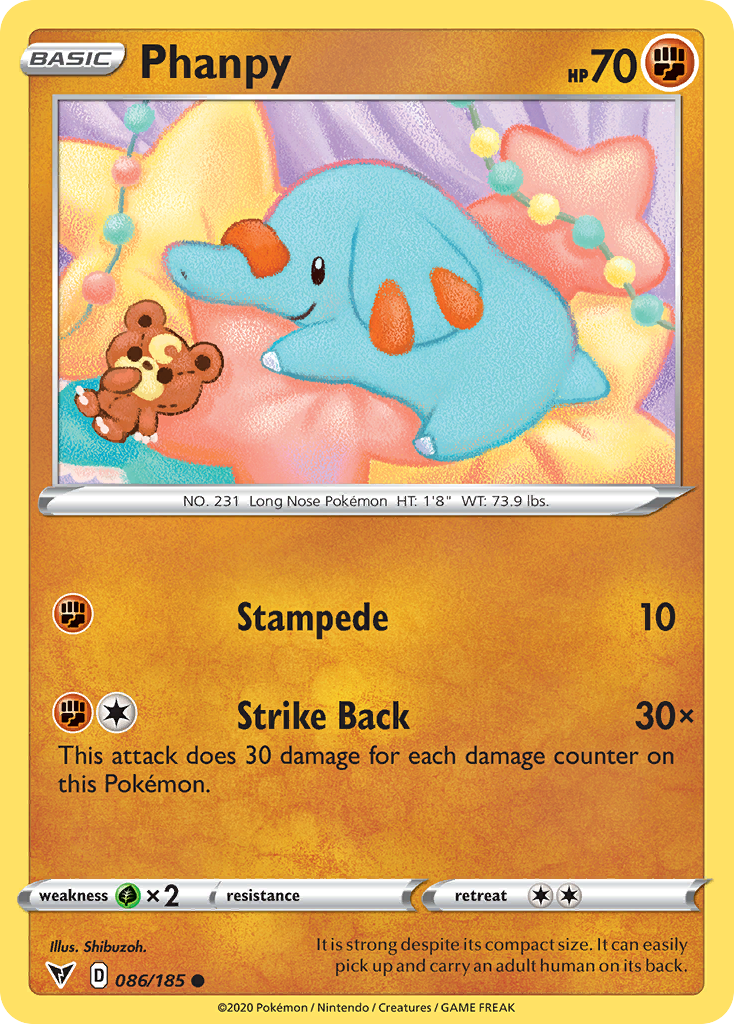 BASIC
Phanpy
HP 70
NO. 231 Long Nose Pokémon HT: 1'8" WT: 73.9 lbs.
Stampede 10
Strike Back 30×
This attack does 30 damage for each damage counter on
this Pokémon.
weakness ×2 resistance retreat
Illus. Shibuzoh.
It is strong despite its compact size. It can easily
pick up and carry an adult human on its back.
D 086/185
©2020 Pokémon / Nintendo / Creatures / GAME FREAK